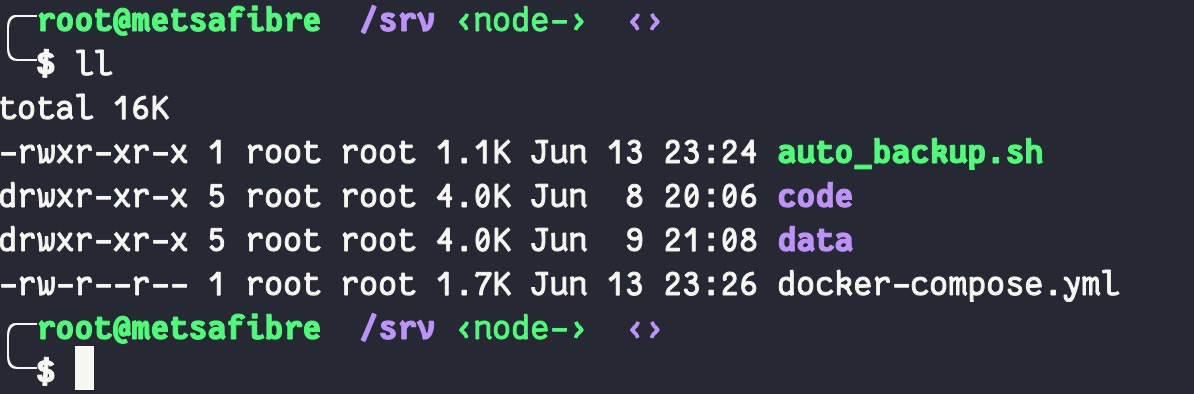 root@metsafibre /srv ‹node-› ‹›
$ ll
total 16K
-rwxr-xr-x 1 root root 1.1K Jun 13 23:24 auto_backup.sh
drwxr-xr-x 5 root root 4.0K Jun  8 20:06 code
drwxr-xr-x 5 root root 4.0K Jun  9 21:08 data
-rw-r--r-- 1 root root 1.7K Jun 13 23:26 docker-compose.yml
root@metsafibre /srv ‹node-› ‹›
$